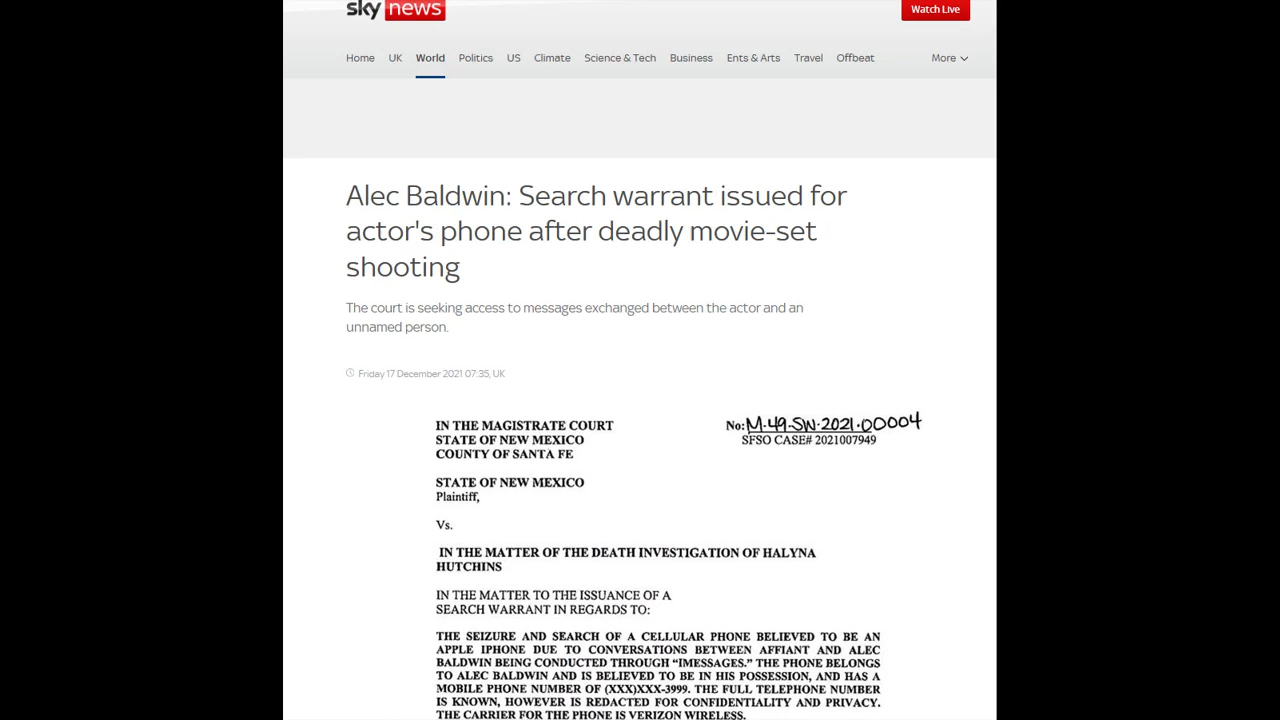 sky news
Watch Live
Home UK World Politics US Climate Science & Tech Business Ents & Arts Travel Offbeat More
Alec Baldwin: Search warrant issued for
actor's phone after deadly movie-set
shooting
The court is seeking access to messages exchanged between the actor and an
unnamed person.
Friday 17 December 2021 07:35, UK
IN THE MAGISTRATE COURT
STATE OF NEW MEXICO
COUNTY OF SANTA FE
No: M-49-SW-2021-00004
SFSO CASE# 2021007949
STATE OF NEW MEXICO
Plaintiff,
Vs.
IN THE MATTER OF THE DEATH INVESTIGATION OF HALYNA
HUTCHINS
IN THE MATTER TO THE ISSUANCE OF A
SEARCH WARRANT IN REGARDS TO:
THE SEIZURE AND SEARCH OF A CELLULAR PHONE BELIEVED TO BE AN
APPLE IPHONE DUE TO CONVERSATIONS BETWEEN AFFIANT AND ALEC
BALDWIN BEING CONDUCTED THROUGH “IMESSAGES.” THE PHONE BELONGS
TO ALEC BALDWIN AND IS BELIEVED TO BE IN HIS POSSESSION, AND HAS A
MOBILE PHONE NUMBER OF (XXX)XXX-3999. THE FULL TELEPHONE NUMBER
IS KNOWN, HOWEVER IS REDACTED FOR CONFIDENTIALITY AND PRIVACY.
THE CARRIER FOR THE PHONE IS VERIZON WIRELESS.